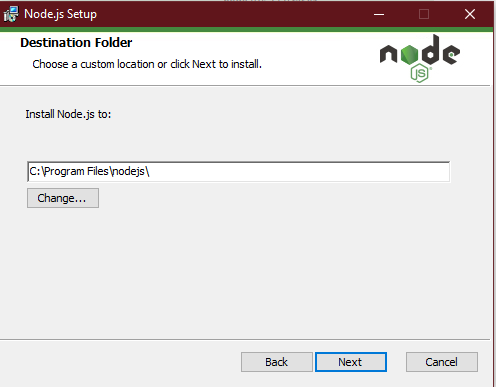 Node.js Setup
Destination Folder
Choose a custom location or click Next to install.
node
JS
Install Node.js to:
C:\Program Files\nodejs\
Change...
Back
Next
Cancel